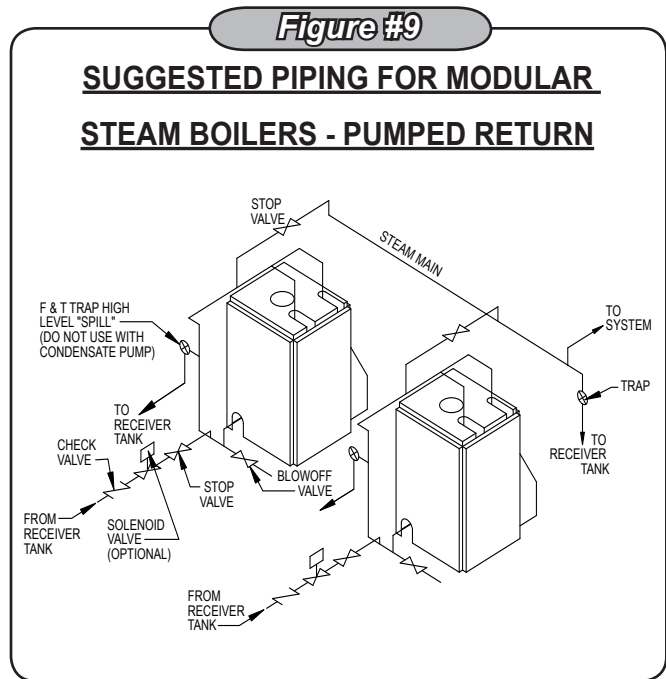 Figure #9
SUGGESTED PIPING FOR MODULAR
STEAM BOILERS - PUMPED RETURN
STOP
VALVE
STEAM MAIN
F & T TRAP HIGH
LEVEL "SPILL"
(DO NOT USE WITH
CONDENSATE PUMP)
TO
SYSTEM
TRAP
TO
RECEIVER
TANK
TO
RECEIVER
TANK
CHECK
VALVE
STOP
VALVE
BLOWOFF
VALVE
FROM
RECEIVER
TANK
SOLENOID
VALVE
(OPTIONAL)
FROM
RECEIVER
TANK